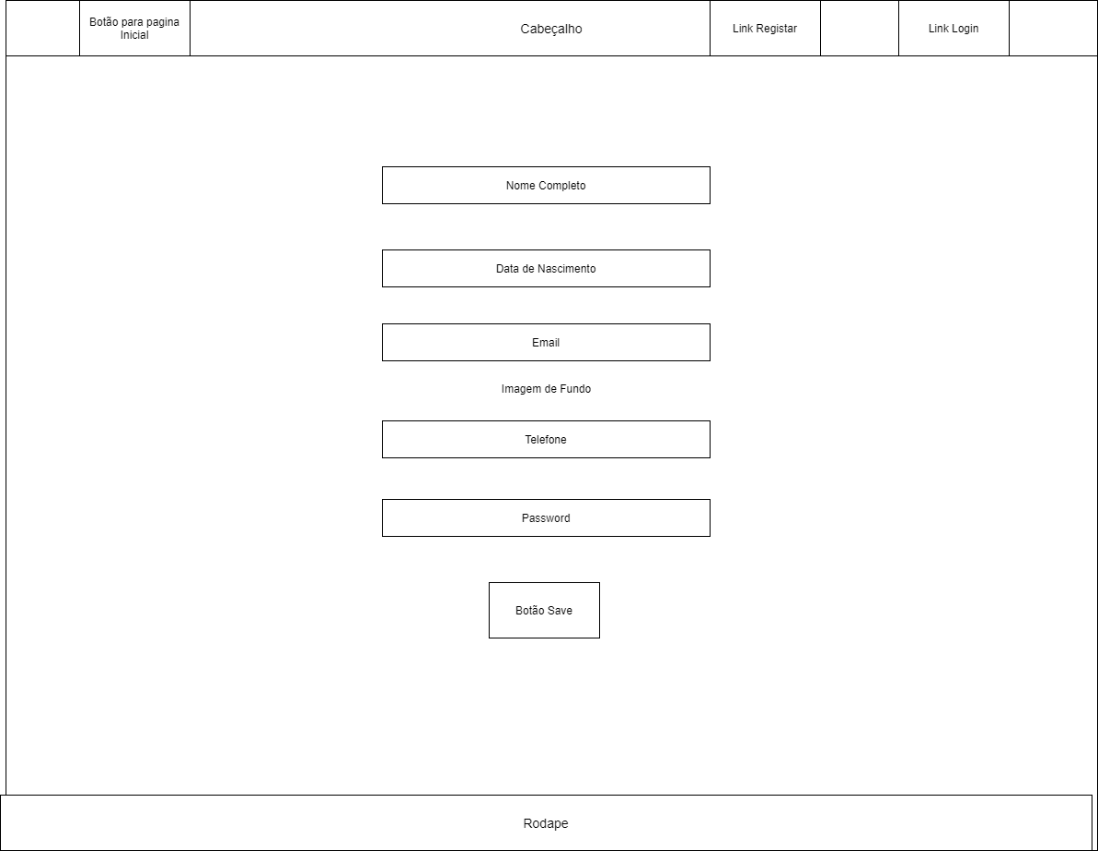 Botão para pagina
Inicial
Cabeçalho
Link Registar
Link Login
Nome Completo
Data de Nascimento
Email
Imagem de Fundo
Telefone
Password
Botão Save
Rodape